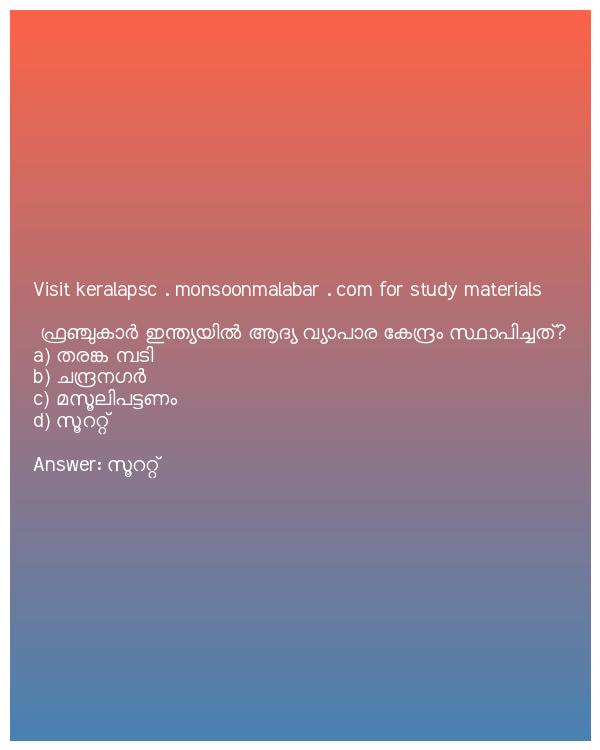 Visit keralapsc . monsoonmalabar . com for study materials
ഫ്രഞ്ചുകാർ ഇന്ത്യയിൽ ആദ്യ വ്യാപാര കേന്ദ്രം സ്ഥാപിച്ചത്?
a) തരങ്ക മ്പടി
b) ചന്ദ്രനഗർ
c) മസൂലിപട്ടണം
d) സൂററ്റ്
Answer: സൂററ്റ്